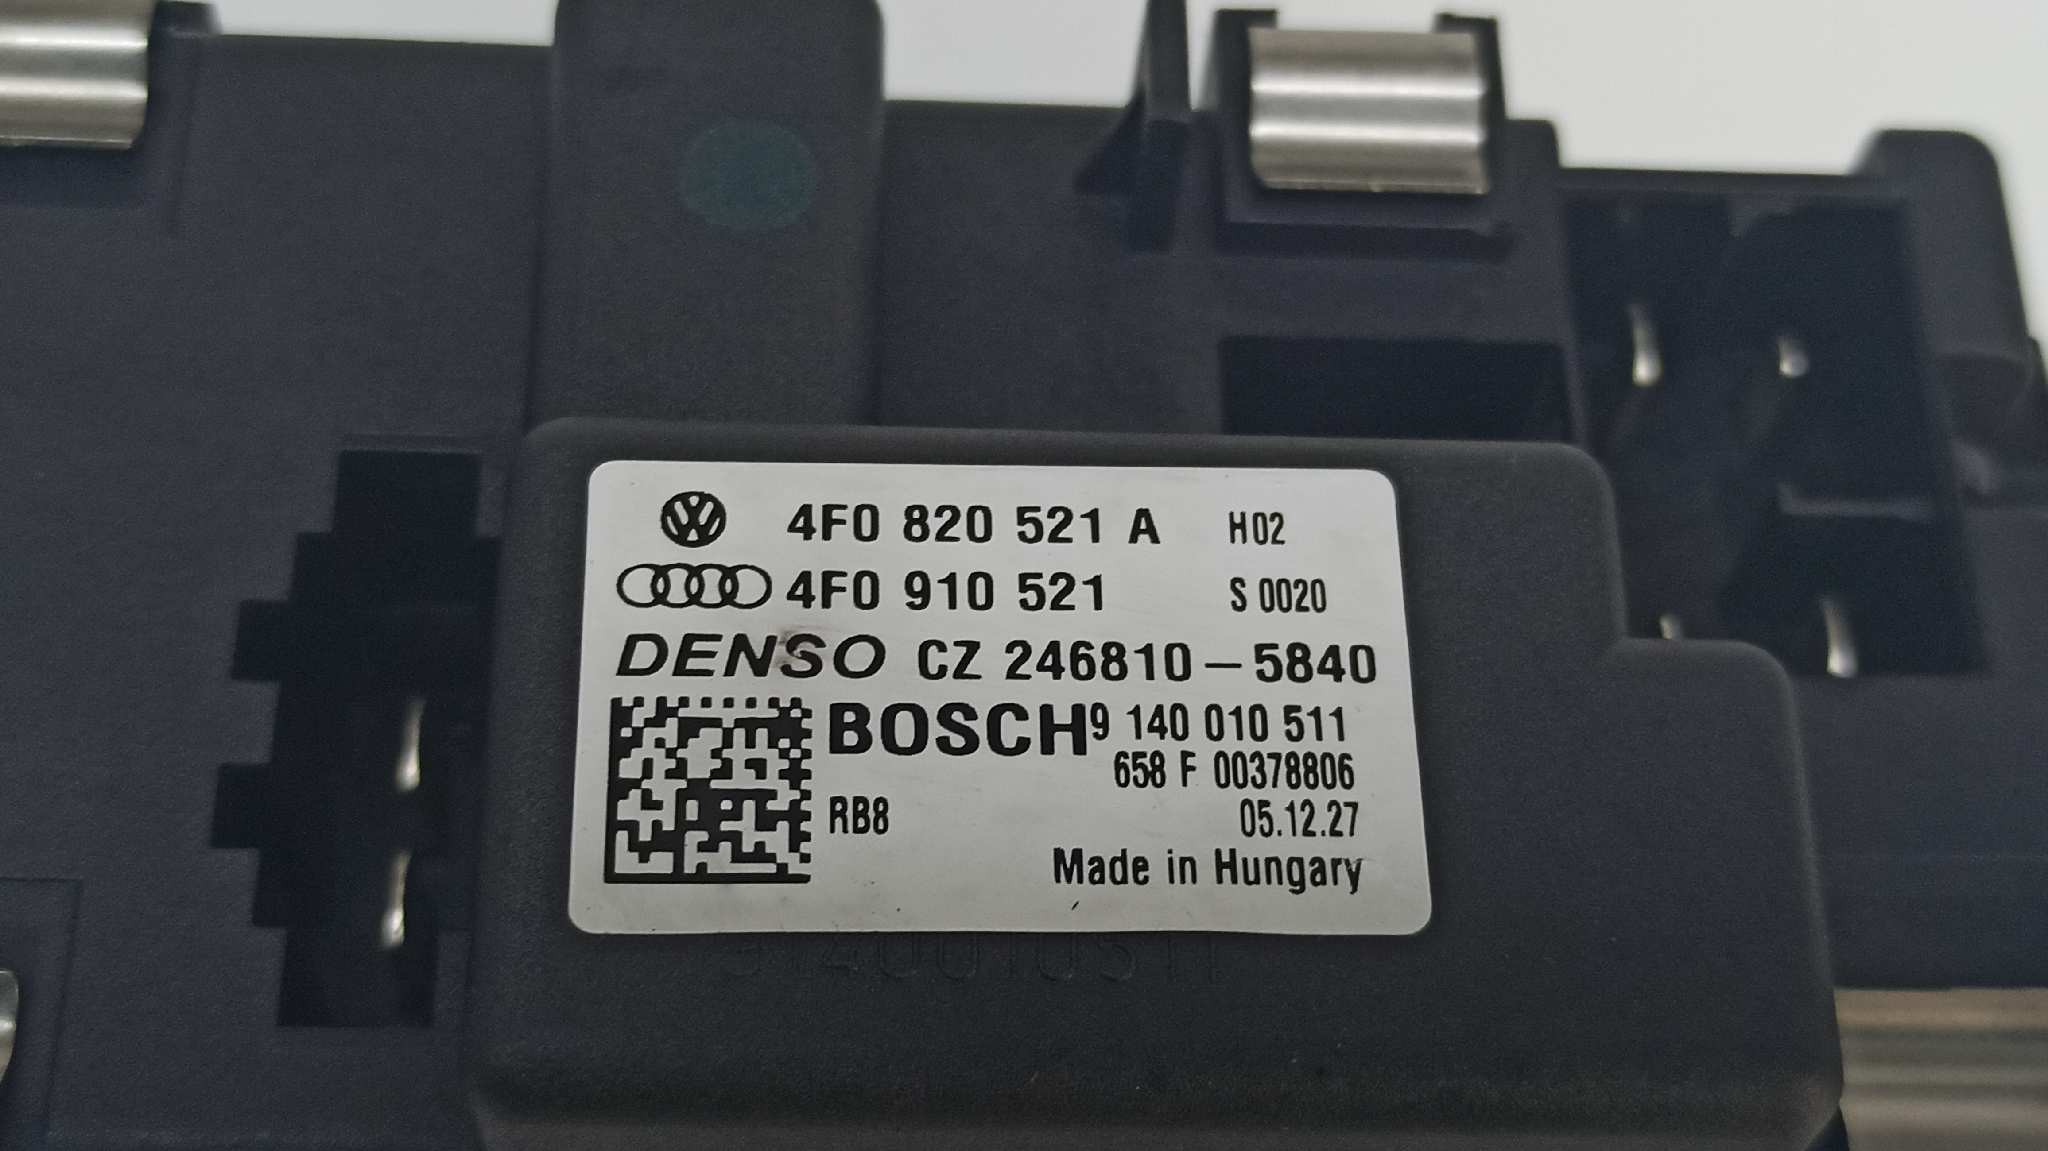 4F0 820 521 A H02
4F0 910 521 S 0020
DENSO CZ 246810-5840
BOSCH 9 140 010 511
658 F 00378806
RB8 05.12.27
Made in Hungary
9140010511